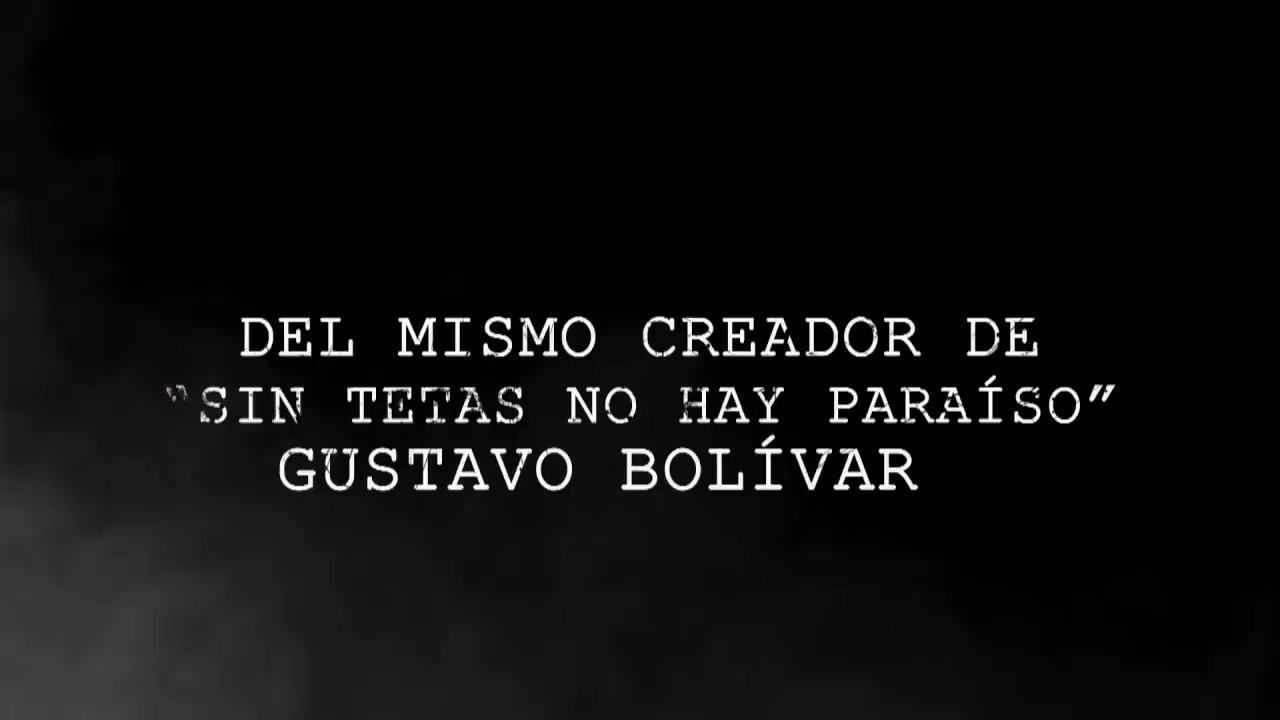 DEL MISMO CREADOR DE
"SIN TETAS NO HAY PARAÍSO"
GUSTAVO BOLÍVAR